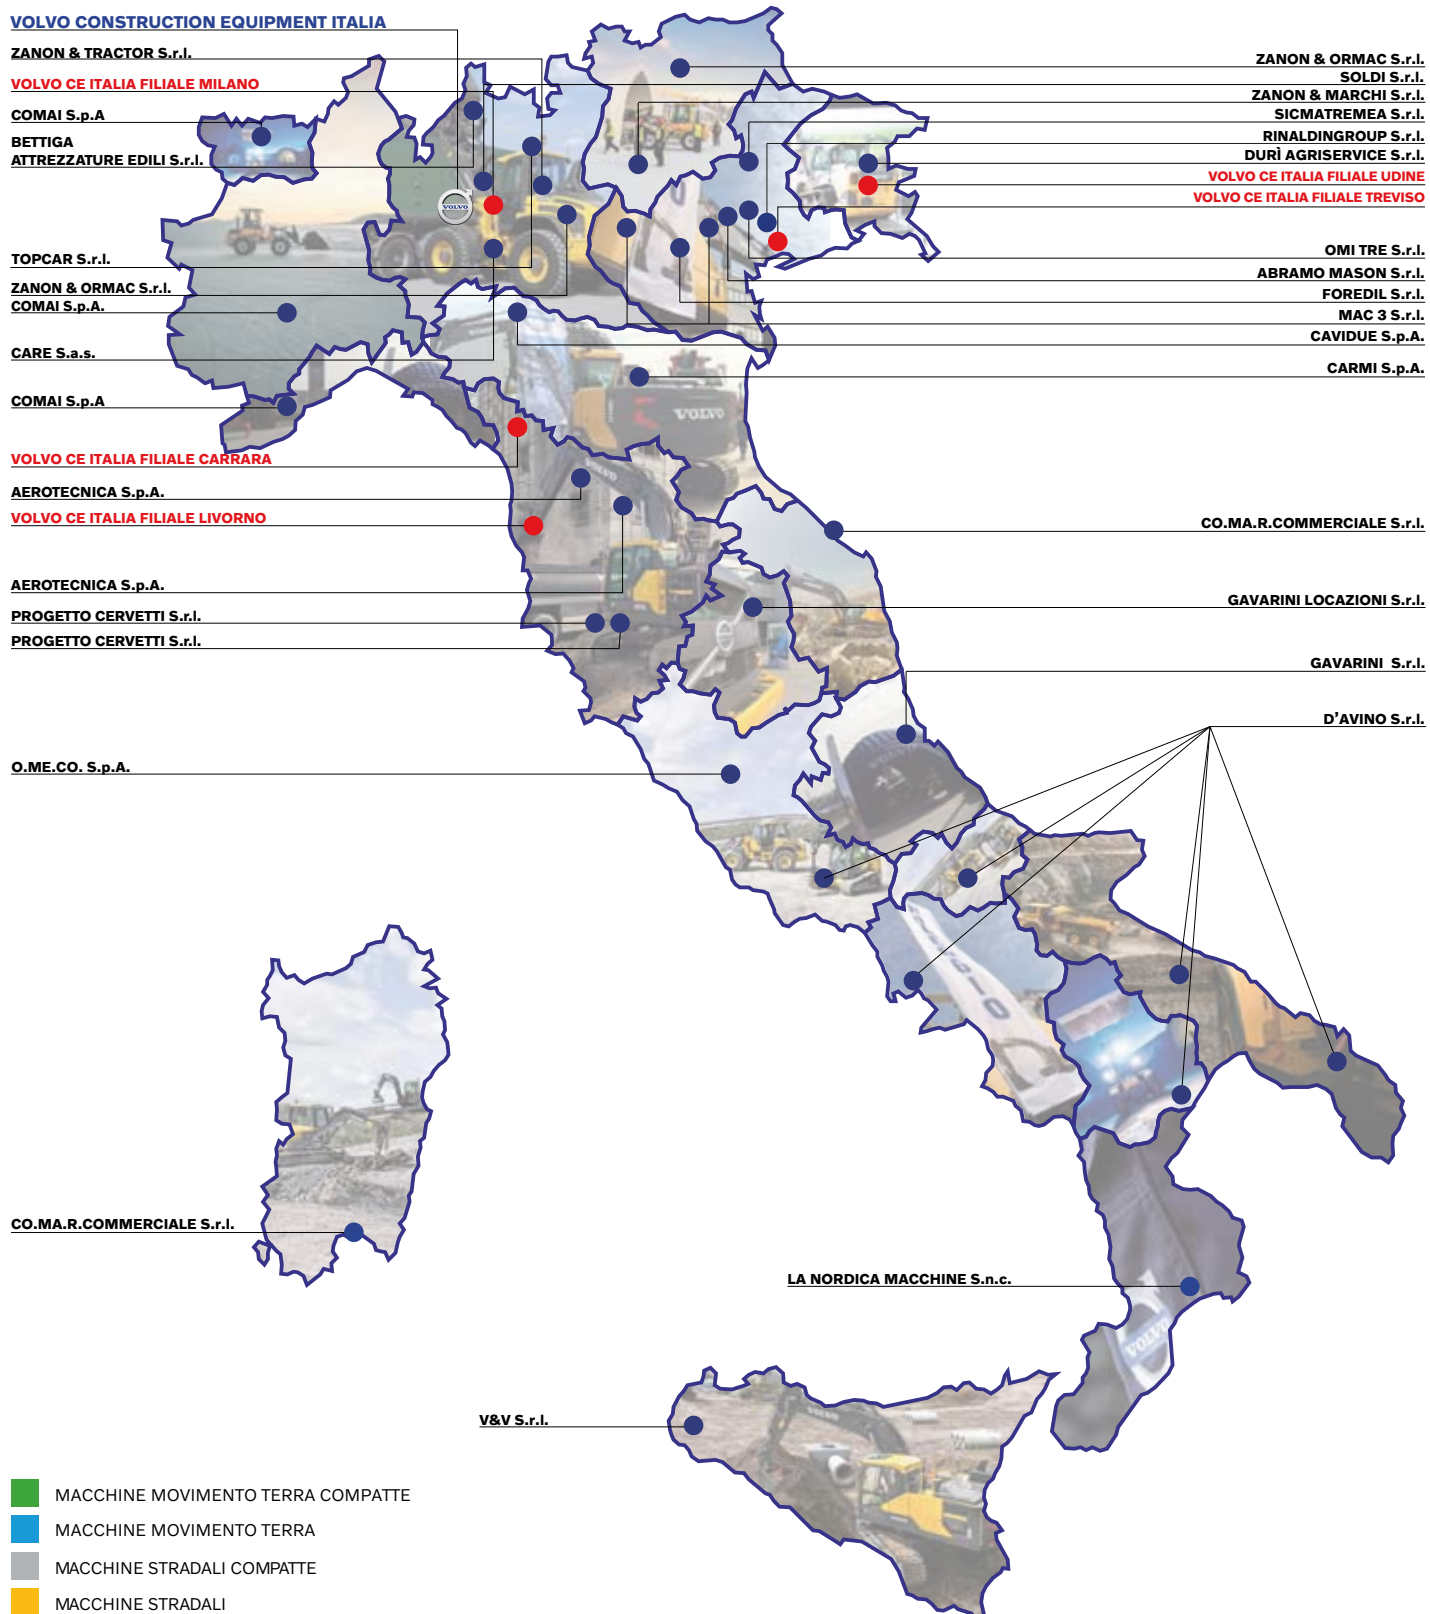 VOLVO CONSTRUCTION EQUIPMENT ITALIA
ZANON & TRACTOR S.r.l.
VOLVO CE ITALIA FILIALE MILANO
COMAI S.p.A
BETTIGA
ATTREZZATURE EDILI S.r.l.
TOPCAR S.r.l.
ZANON & ORMAC S.r.l.
COMAI S.p.A.
CARE S.a.s.
COMAI S.p.A
VOLVO CE ITALIA FILIALE CARRARA
AEROTECNICA S.p.A.
VOLVO CE ITALIA FILIALE LIVORNO
AEROTECNICA S.p.A.
PROGETTO CERVETTI S.r.l.
PROGETTO CERVETTI S.r.l.
O.ME.CO. S.p.A.
CO.MA.R.COMMERCIALE S.r.l.
ZANON & ORMAC S.r.l.
SOLDI S.r.l.
ZANON & MARCHI S.r.l.
SICMATREMEA S.r.l.
RINALDINGROUP S.r.l.
DURÌ AGRISERVICE S.r.l.
VOLVO CE ITALIA FILIALE UDINE
VOLVO CE ITALIA FILIALE TREVISO
OMI TRE S.r.l.
ABRAMO MASON S.r.l.
FOREDIL S.r.l.
MAC 3 S.r.l.
CAVIDUE S.p.A.
CARMI S.p.A.
CO.MA.R.COMMERCIALE S.r.l.
GAVARINI LOCAZIONI S.r.l.
GAVARINI S.r.l.
D'AVINO S.r.l.
LA NORDICA MACCHINE S.n.c.
V&V S.r.l.
VOLVO
VOLVO
VOLVO
VOLVO
MACCHINE MOVIMENTO TERRA COMPATTE
MACCHINE MOVIMENTO TERRA
MACCHINE STRADALI COMPATTE
MACCHINE STRADALI